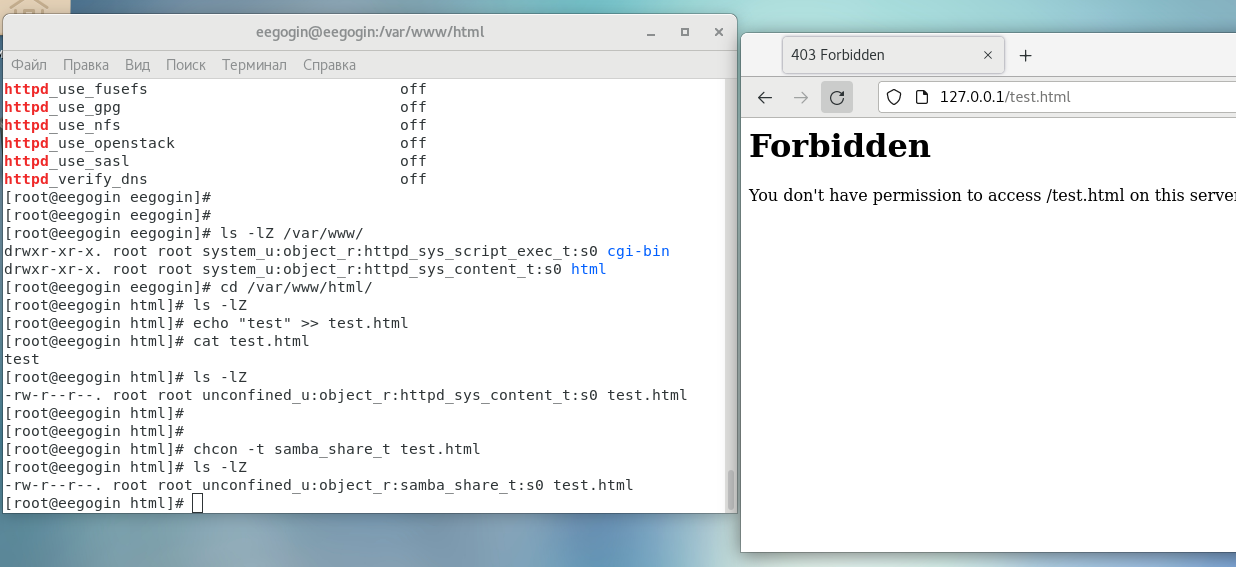 eegogin@eegogin:/var/www/html
Файл Правка Вид Поиск Терминал Справка
httpd_use_fusefs off
httpd_use_gpg off
httpd_use_nfs off
httpd_use_openstack off
httpd_use_sasl off
httpd_verify_dns off
[root@eegogin eegogin]#
[root@eegogin eegogin]#
[root@eegogin eegogin]# ls -lZ /var/www/
drwxr-xr-x. root root system_u:object_r:httpd_sys_script_exec_t:s0 cgi-bin
drwxr-xr-x. root root system_u:object_r:httpd_sys_content_t:s0 html
[root@eegogin eegogin]# cd /var/www/html/
[root@eegogin html]# ls -lZ
[root@eegogin html]# echo "test" >> test.html
[root@eegogin html]# cat test.html
test
[root@eegogin html]# ls -lZ
-rw-r--r--. root root unconfined_u:object_r:httpd_sys_content_t:s0 test.html
[root@eegogin html]#
[root@eegogin html]#
[root@eegogin html]# chcon -t samba_share_t test.html
[root@eegogin html]# ls -lZ
-rw-r--r--. root root unconfined_u:object_r:samba_share_t:s0 test.html
[root@eegogin html]#
403 Forbidden
127.0.0.1/test.html
Forbidden
You don't have permission to access /test.html on this server